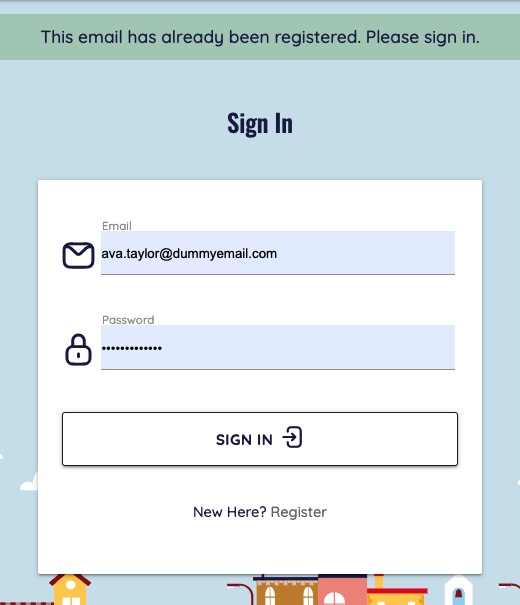 This email has already been registered. Please sign in.
Sign In
Email
ava.taylor@dummyemail.com
Password
•••••••••••••
SIGN IN
New Here? Register